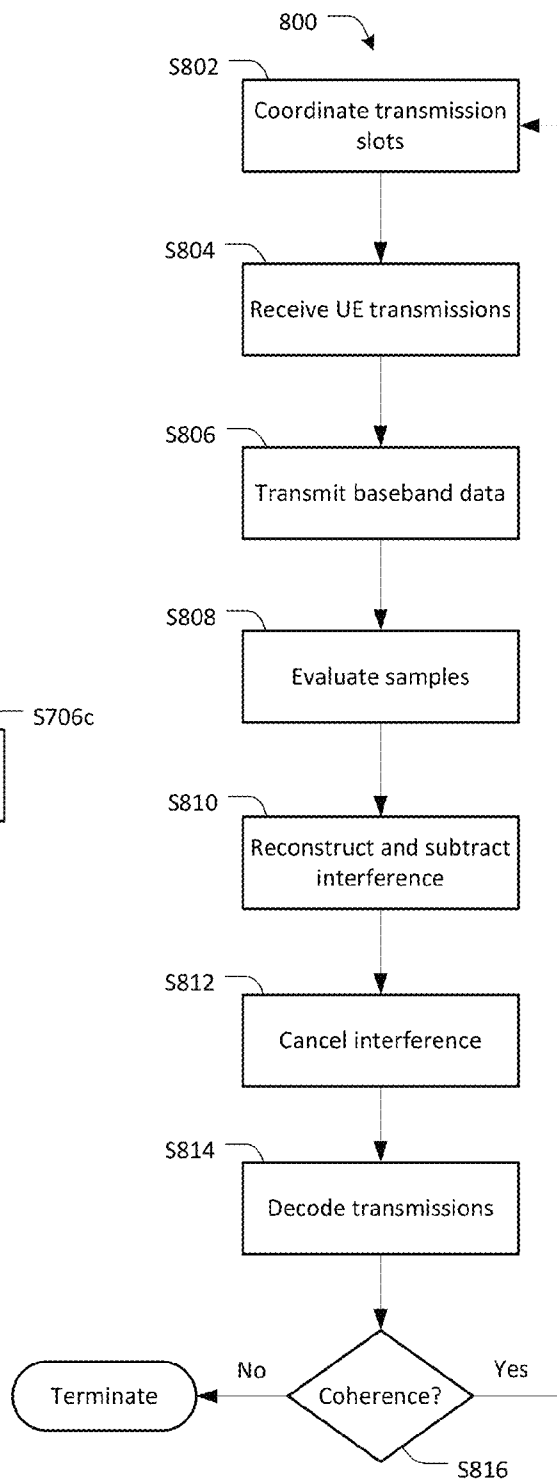 800
S802
Coordinate transmission
slots
S804
Receive UE transmissions
S806
Transmit baseband data
S808
Evaluate samples
S706c
S810
Reconstruct and subtract
interference
S812
Cancel interference
S814
Decode transmissions
No
Yes
Terminate
Coherence?
S816